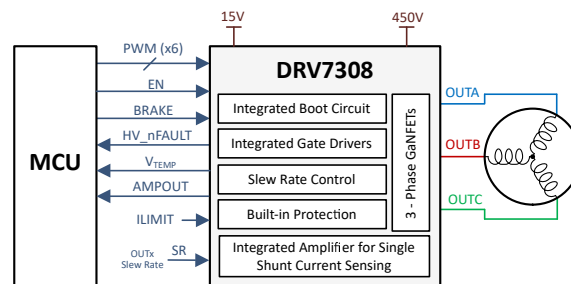 15V
450V
MCU
PWM (x6)
EN
BRAKE
HV_nFAULT
VTEMP
AMPOUT
ILIMIT
OUTx
Slew Rate
SR
DRV7308
Integrated Boot Circuit
Integrated Gate Drivers
Slew Rate Control
Built-in Protection
3 - Phase GaNFETs
Integrated Amplifier for Single
Shunt Current Sensing
OUTA
OUTB
OUTC